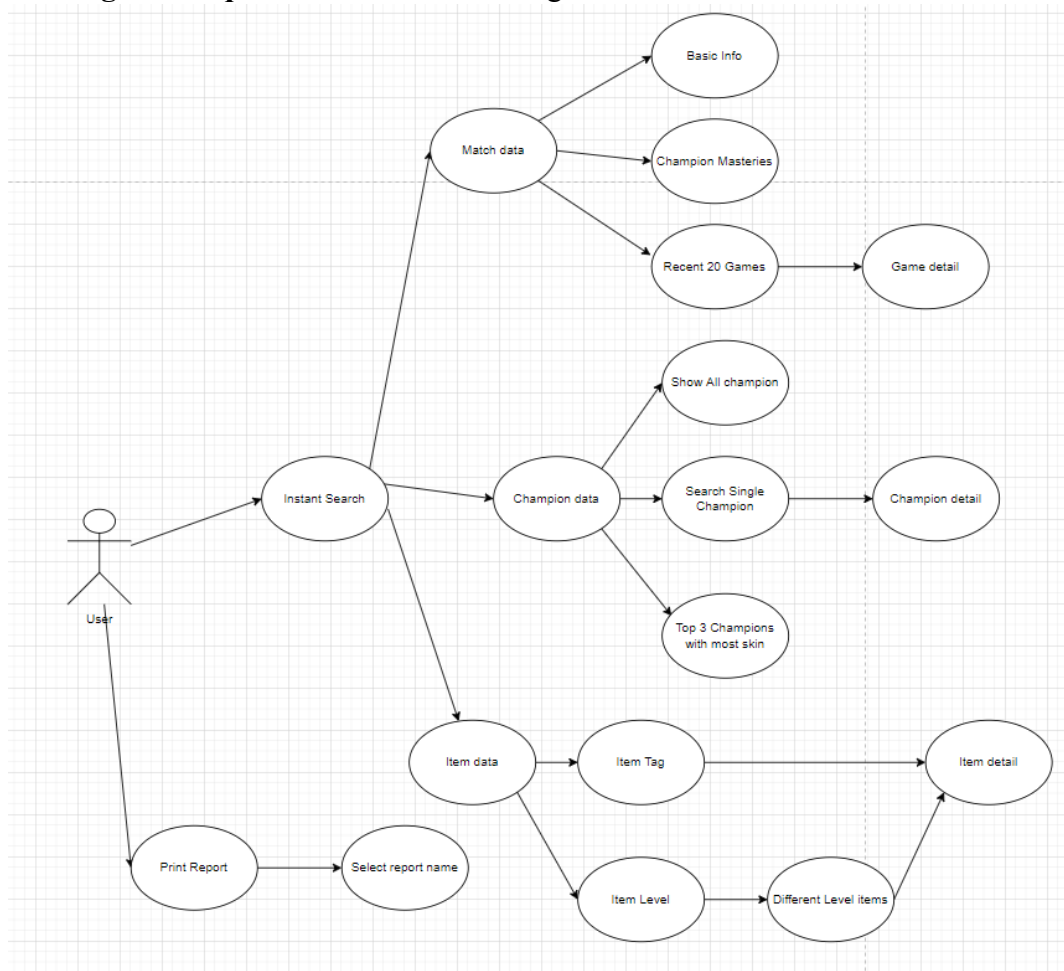 Basic Info
Match data
Champion Masteries
Recent 20 Games
Game detail
Show All champion
Instant Search
Champion data
Search Single
Champion
Champion detail
User
Top 3 Champions
with most skin
Item data
Item Tag
Item detail
Print Report
Select report name
Item Level
Different Level items